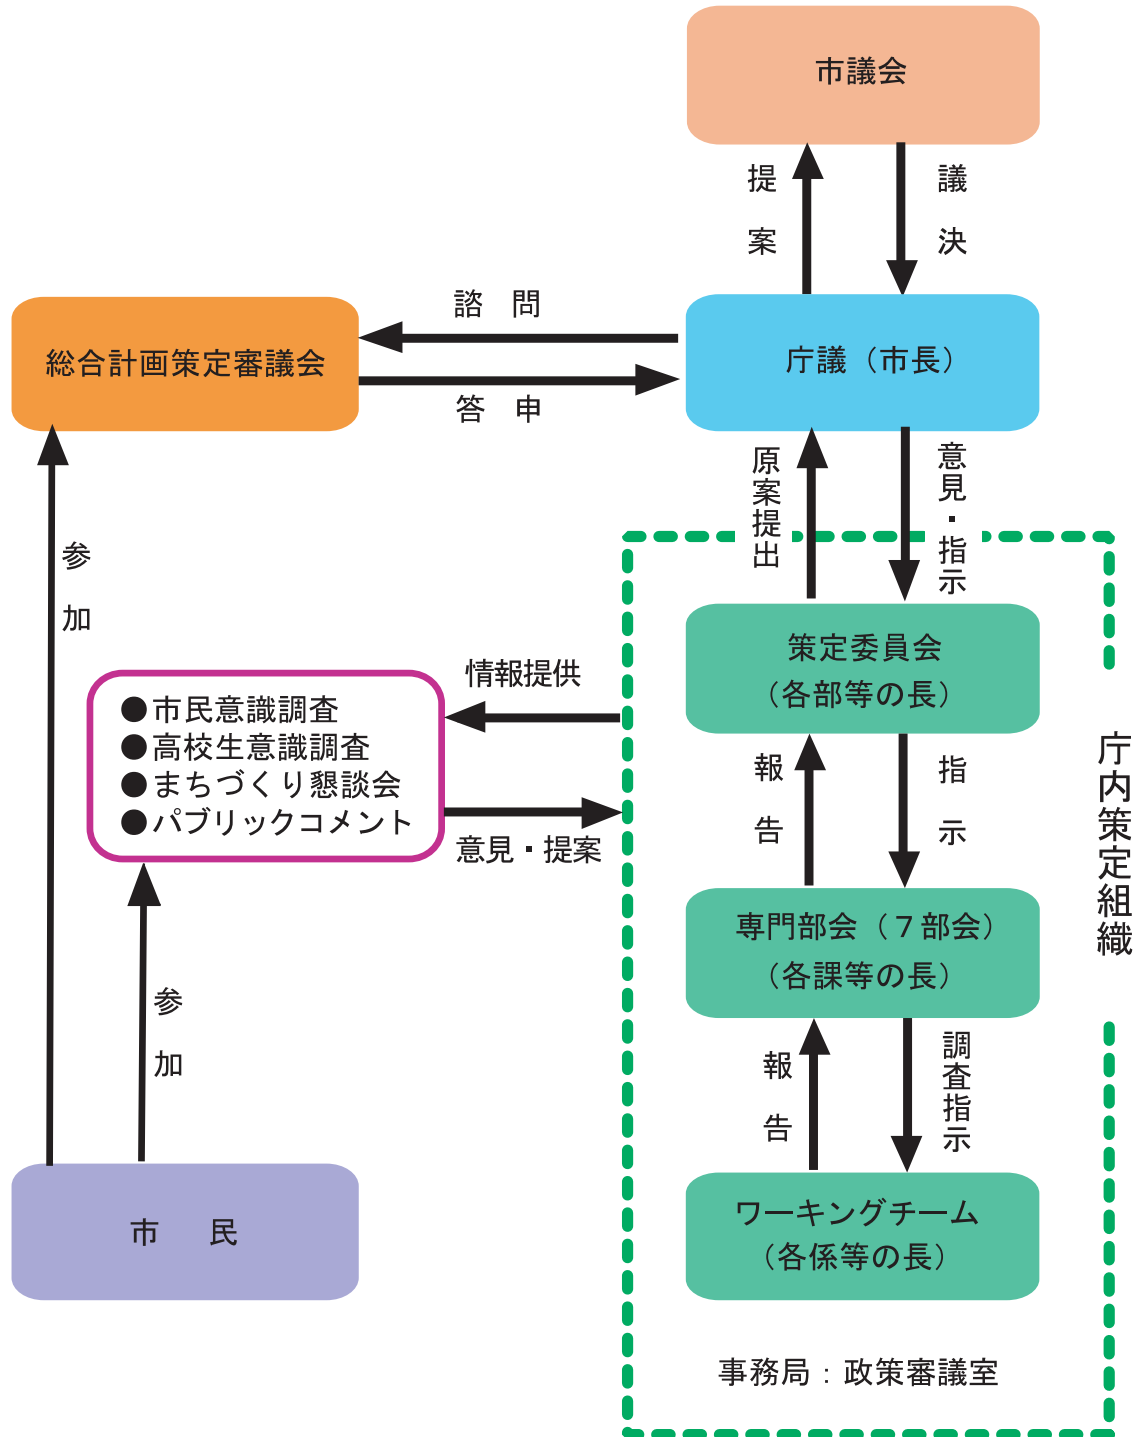 市議会
提案
議決
諮　問
総合計画策定審議会
庁議（市長）
答　申
原案提出
意見・指示
参加
策定委員会
（各部等の長）
情報提供
●市民意識調査
●高校生意識調査
●まちづくり懇談会
●パブリックコメント
意見・提案
報告
指示
庁内策定組織
専門部会（７部会）
（各課等の長）
参加
報告
調査指示
市　民
ワーキングチーム
（各係等の長）
事務局：政策審議室